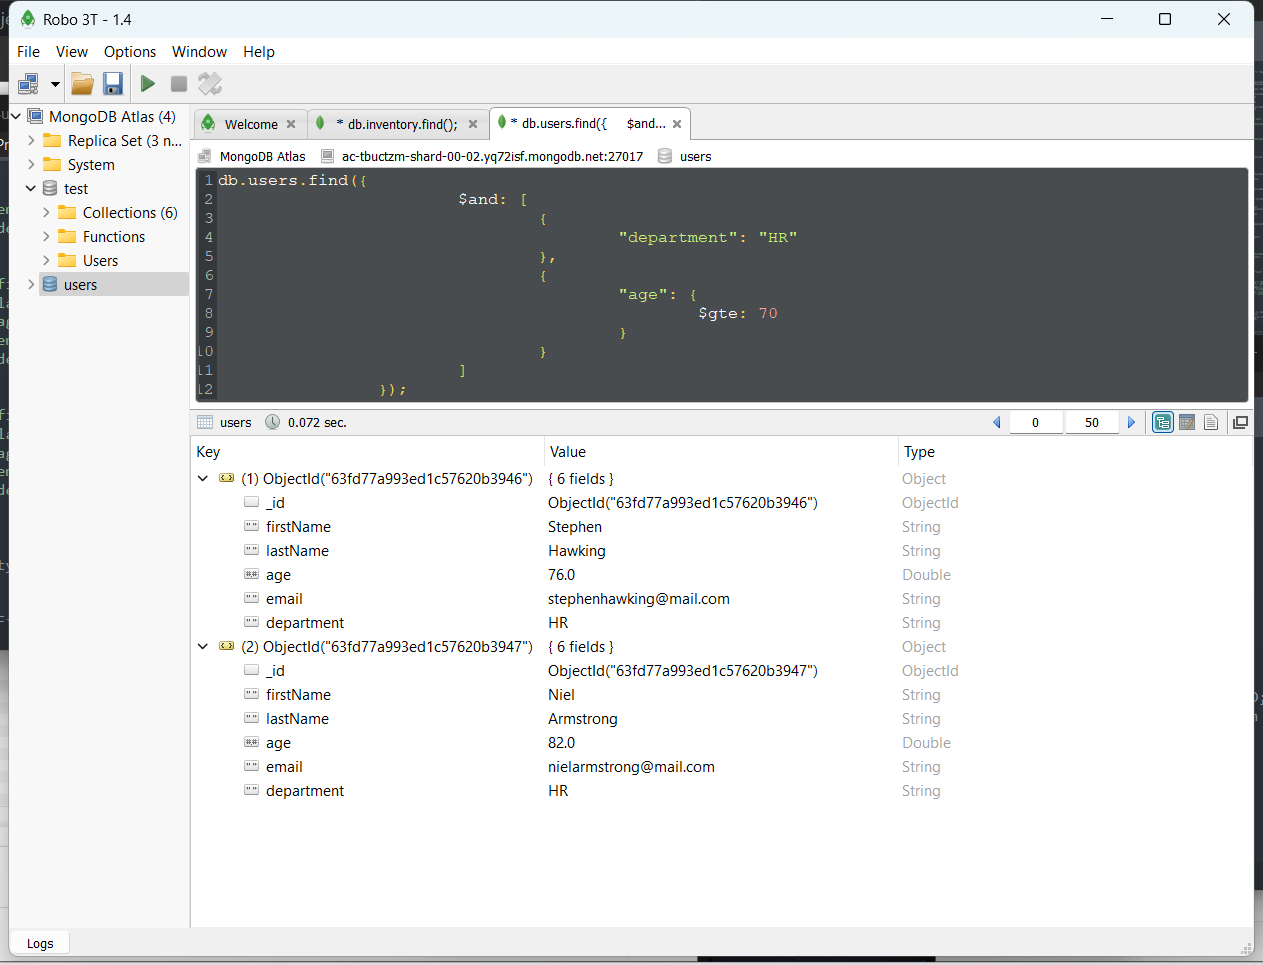 Robo 3T - 1.4
File View Options Window Help
MongoDB Atlas (4)
Replica Set (3 n...
System
test
Collections (6)
Functions
Users
users
Welcome
* db.inventory.find();
* db.users.find({ $and...
MongoDB Atlas ac-tbuctzm-shard-00-02.yq72isf.mongodb.net:27017 users
1 db.users.find({
2 $and: [
3 {
4 "department": "HR"
5 },
6 {
7 "age": {
8 $gte: 70
9 }
10 }
11 ]
12 });
users 0.072 sec. 0 50
Key Value Type
(1) ObjectId("63fd77a993ed1c57620b3946") { 6 fields } Object
_id ObjectId("63fd77a993ed1c57620b3946") ObjectId
firstName Stephen String
lastName Hawking String
age 76.0 Double
email stephenhawking@mail.com String
department HR String
(2) ObjectId("63fd77a993ed1c57620b3947") { 6 fields } Object
_id ObjectId("63fd77a993ed1c57620b3947") ObjectId
firstName Niel String
lastName Armstrong String
age 82.0 Double
email nielarmstrong@mail.com String
department HR String
Logs